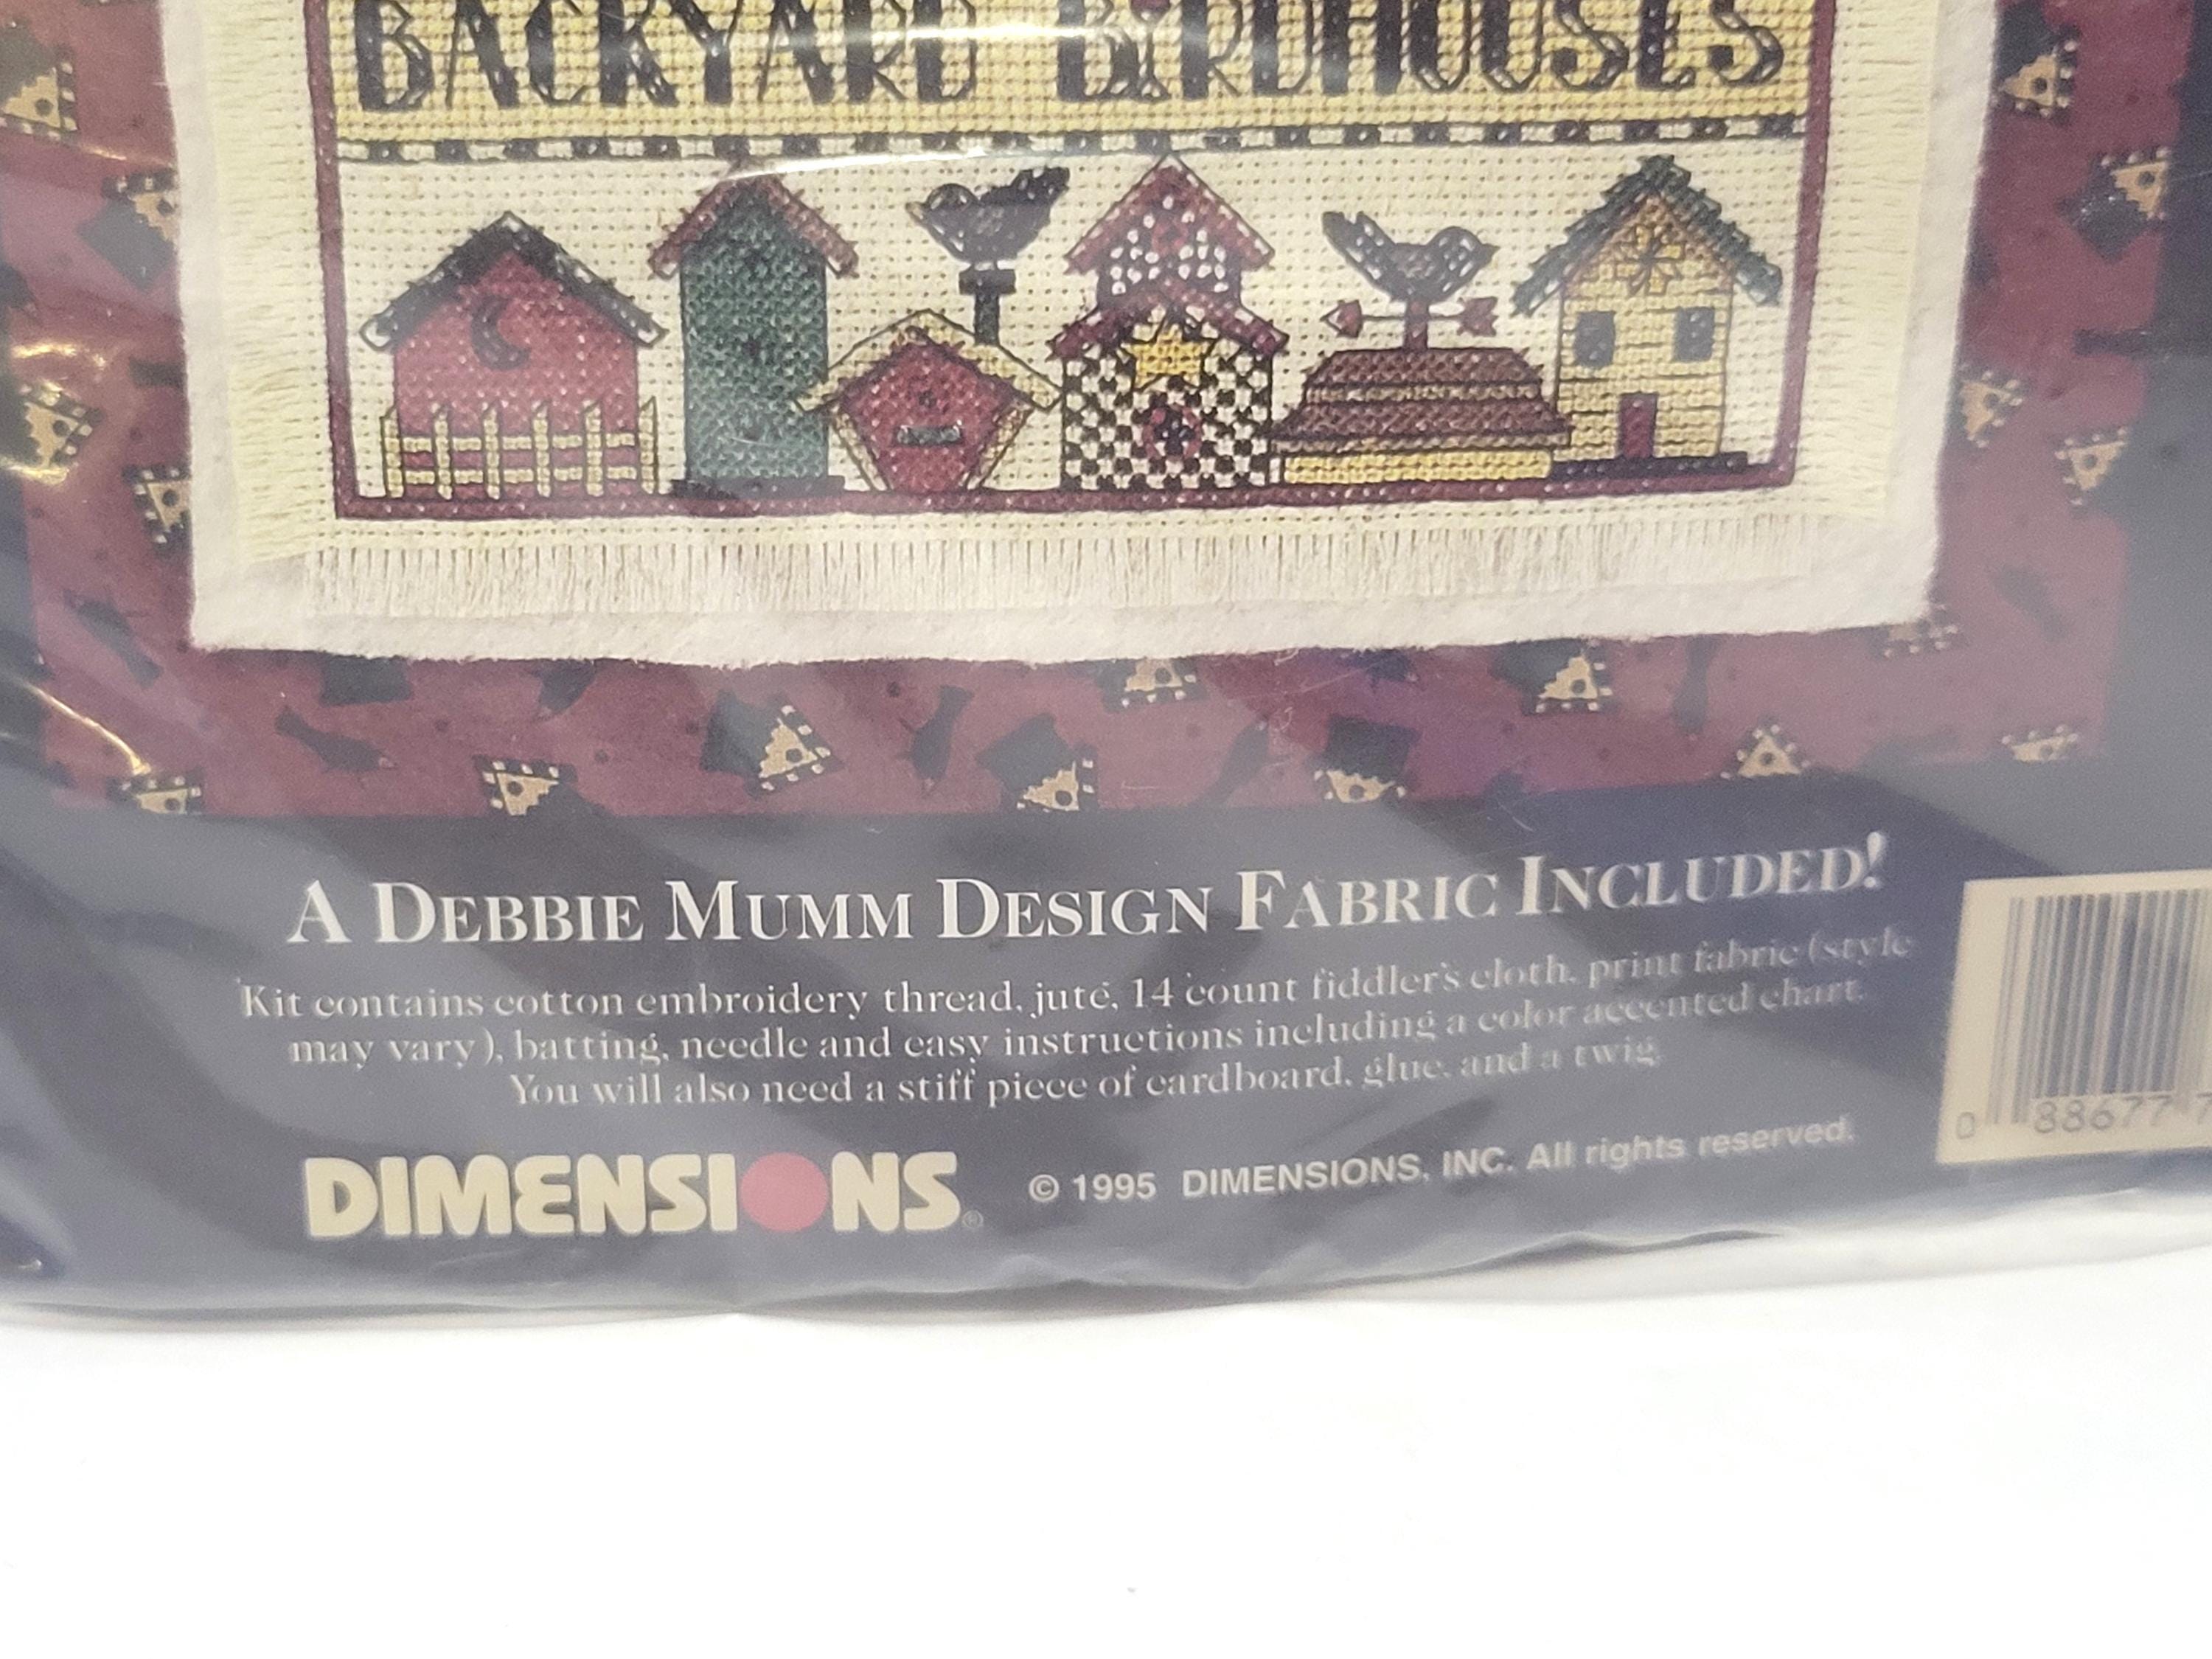 BACKYARD BIRDHOUSES
A DEBBIE MUMM DESIGN FABRIC INCLUDED!
Kit contains cotton embroidery thread, jute, 14 count fiddler's cloth, print fabric (style
may vary), batting, needle and easy instructions including a color accented chart.
You will also need a stiff piece of cardboard, glue, and a twig.
DIMENSIONS® © 1995 DIMENSIONS, INC. All rights reserved.
0 88677 7